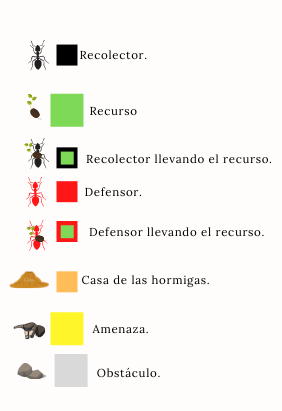 Recolector.
Recurso
Recolector llevando el recurso.
Defensor.
Defensor llevando el recurso.
Casa de las hormigas.
Amenaza.
Obstáculo.